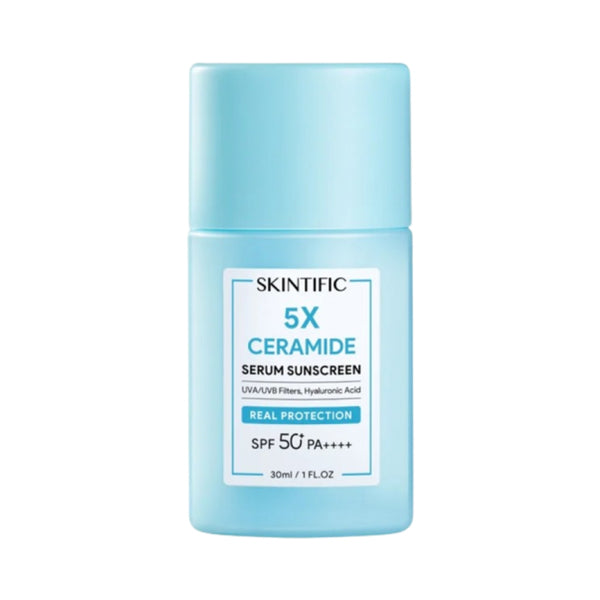 SKINTIFIC
5X
CERAMIDE
SERUM SUNSCREEN
UVA/UVB Filters, Hyaluronic Acid
REAL PROTECTION
SPF 50+ PA++++
30ml / 1 FL.OZ